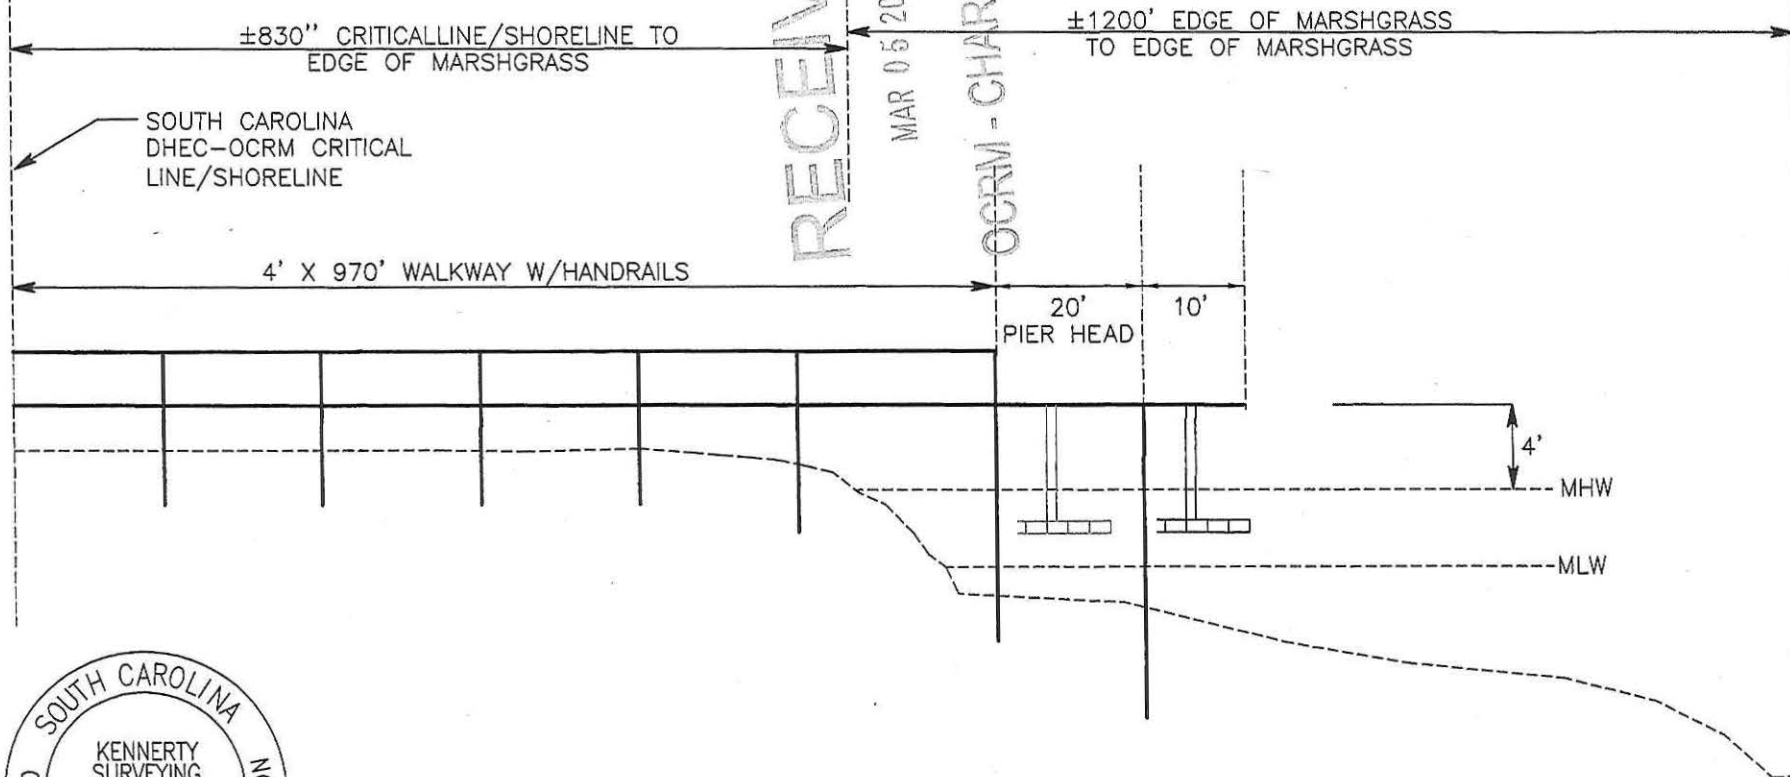 ±830" CRITICALLINE/SHORELINE TO
EDGE OF MARSHGRASS
±1200' EDGE OF MARSHGRASS
TO EDGE OF MARSHGRASS
MAR 05 20
OCRM - CHAR
SOUTH CAROLINA
DHEC-OCRM CRITICAL
LINE/SHORELINE
4' X 970' WALKWAY W/HANDRAILS
20'
PIER HEAD
10'
4'
MHW
MLW
SOUTH CAROLINA
KENNERTY
SURVEYING